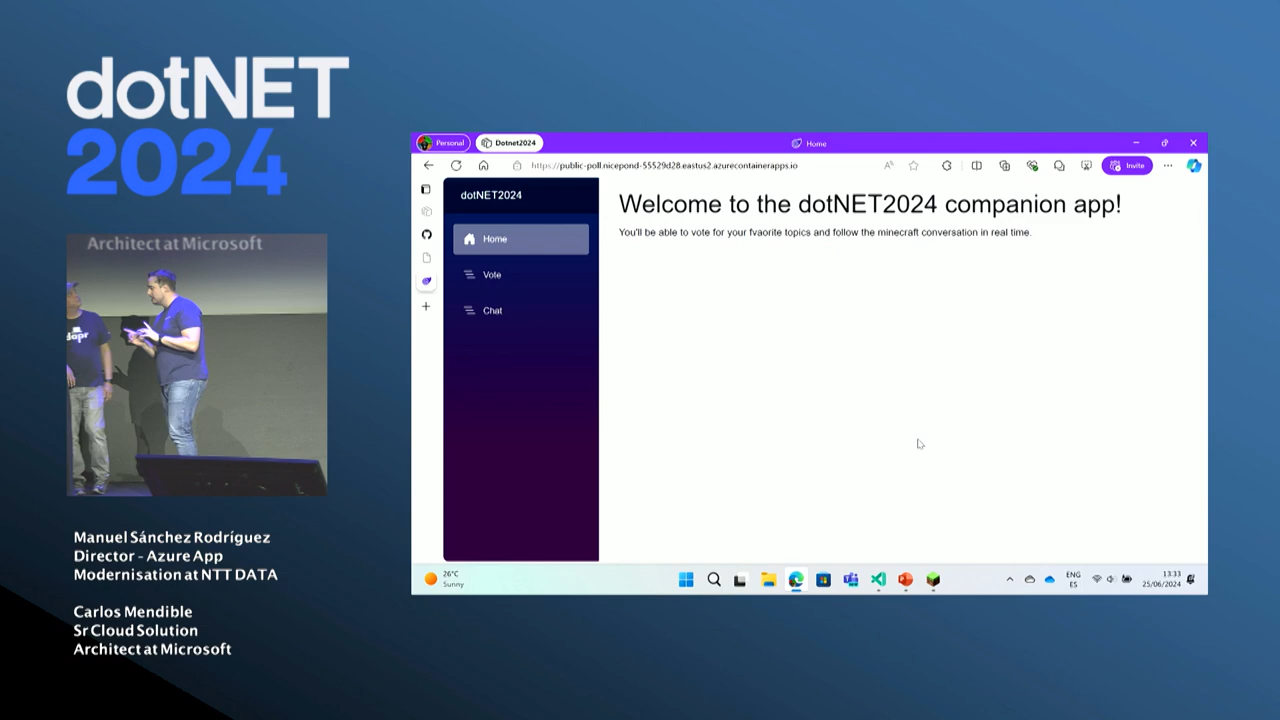 dotNET
2024
Architect at Microsoft
dapr
Manuel Sánchez Rodríguez
Director - Azure App
Modernisation at NTT DATA
Carlos Mendible
Sr Cloud Solution
Architect at Microsoft
Personal
Dotnet2024
Home
https://public-poll.nicepond-55529d28.eastus2.azurecontainerapps.io
Invite
dotNET2024
Home
Vote
Chat
Welcome to the dotNET2024 companion app!
You'll be able to vote for your fvaorite topics and follow the minecraft conversation in real time.
26°C
Sunny
ENG
ES
13:33
25/06/2024